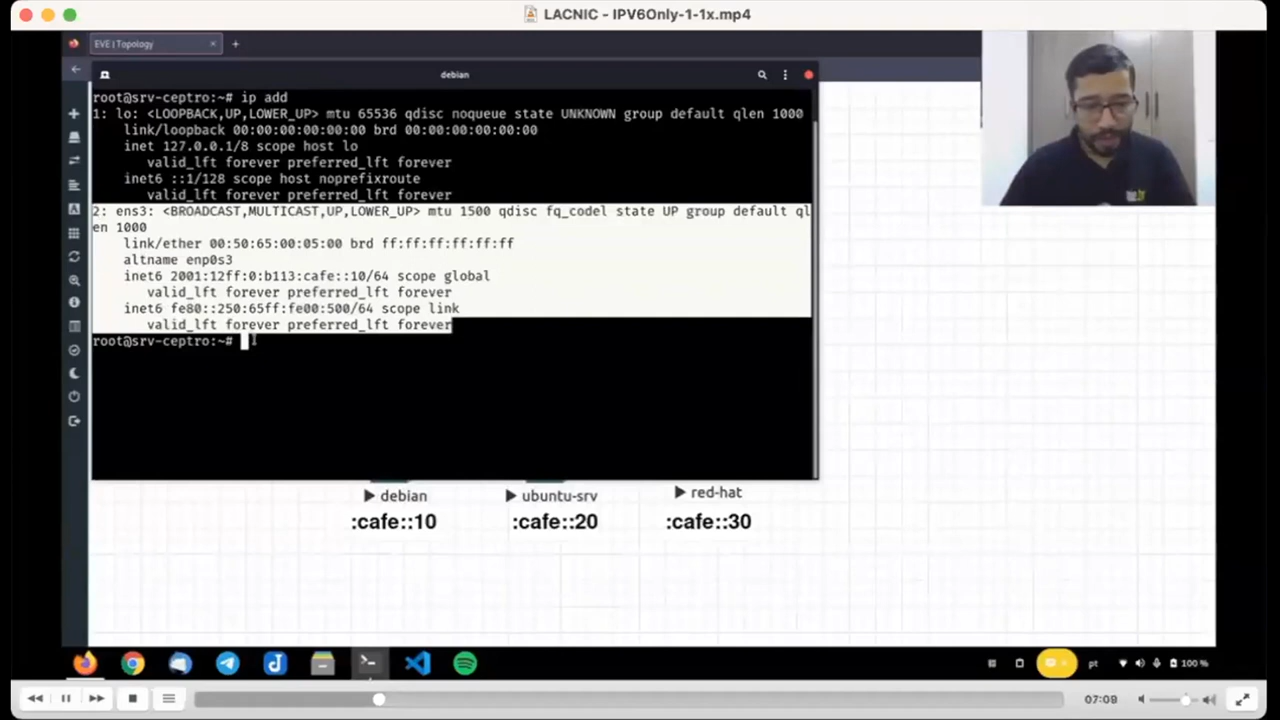 LACNIC - IPV6Only-1-1x.mp4
EVE | Topology
debian
root@srv-ceptro:~# ip add
1: lo: <LOOPBACK,UP,LOWER_UP> mtu 65536 qdisc noqueue state UNKNOWN group default qlen 1000
link/loopback 00:00:00:00:00:00 brd 00:00:00:00:00:00
inet 127.0.0.1/8 scope host lo
valid_lft forever preferred_lft forever
inet6 ::1/128 scope host noprefixroute
valid_lft forever preferred_lft forever
2: ens3: <BROADCAST,MULTICAST,UP,LOWER_UP> mtu 1500 qdisc fq_codel state UP group default ql
en 1000
link/ether 00:50:65:00:05:00 brd ff:ff:ff:ff:ff:ff
altname enp0s3
inet6 2001:12ff:0:b113:cafe::10/64 scope global
valid_lft forever preferred_lft forever
inet6 fe80::250:65ff:fe00:500/64 scope link
valid_lft forever preferred_lft forever
root@srv-ceptro:~#
debian
ubuntu-srv
red-hat
:cafe::10
:cafe::20
:cafe::30
pt
100 %
07:09